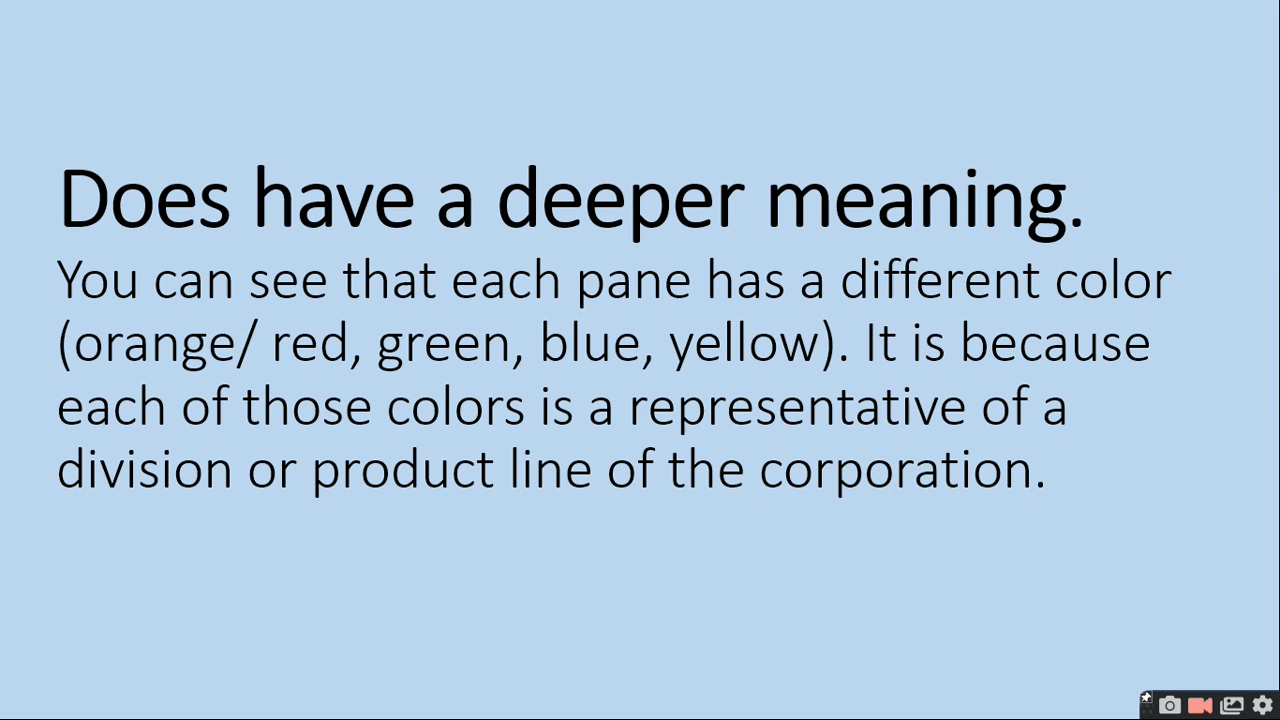 Does have a deeper meaning.
You can see that each pane has a different color
(orange/ red, green, blue, yellow). It is because
each of those colors is a representative of a
division or product line of the corporation.